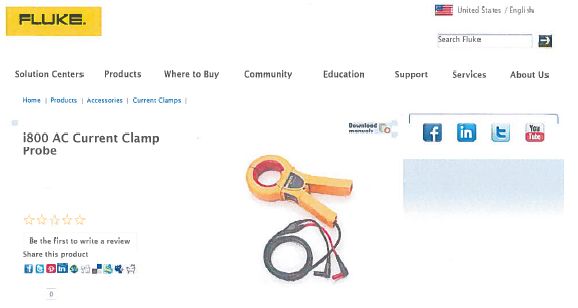 FLUKE.
United States / English
Search Fluke
Solution Centers Products Where to Buy Community Education Support Services About Us
Home | Products | Accessories | Current Clamps |
i800 AC Current Clamp
Probe
Download
manuals
You
Tube
Be the first to write a review
Share this product
0